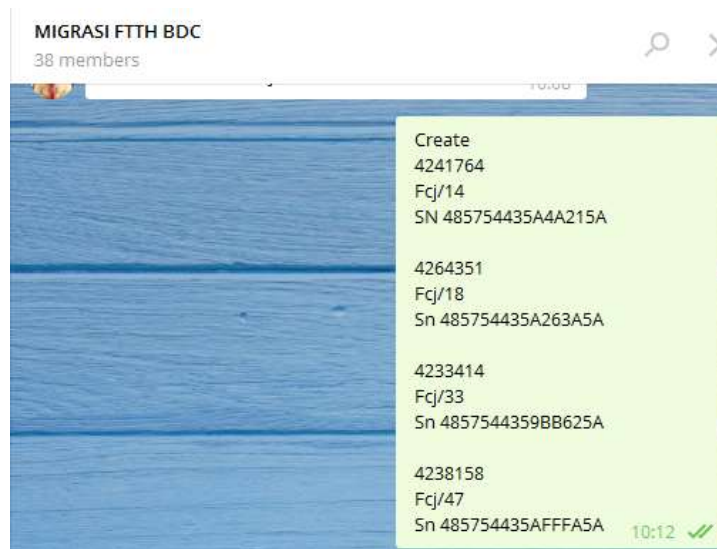 MIGRASI FTTH BDC
38 members
Create
4241764
Fcj/14
SN 485754435A4A215A
4264351
Fcj/18
Sn 485754435A263A5A
4233414
Fcj/33
Sn 4857544359BB625A
4238158
Fcj/47
Sn 485754435AFFFA5A
10:12